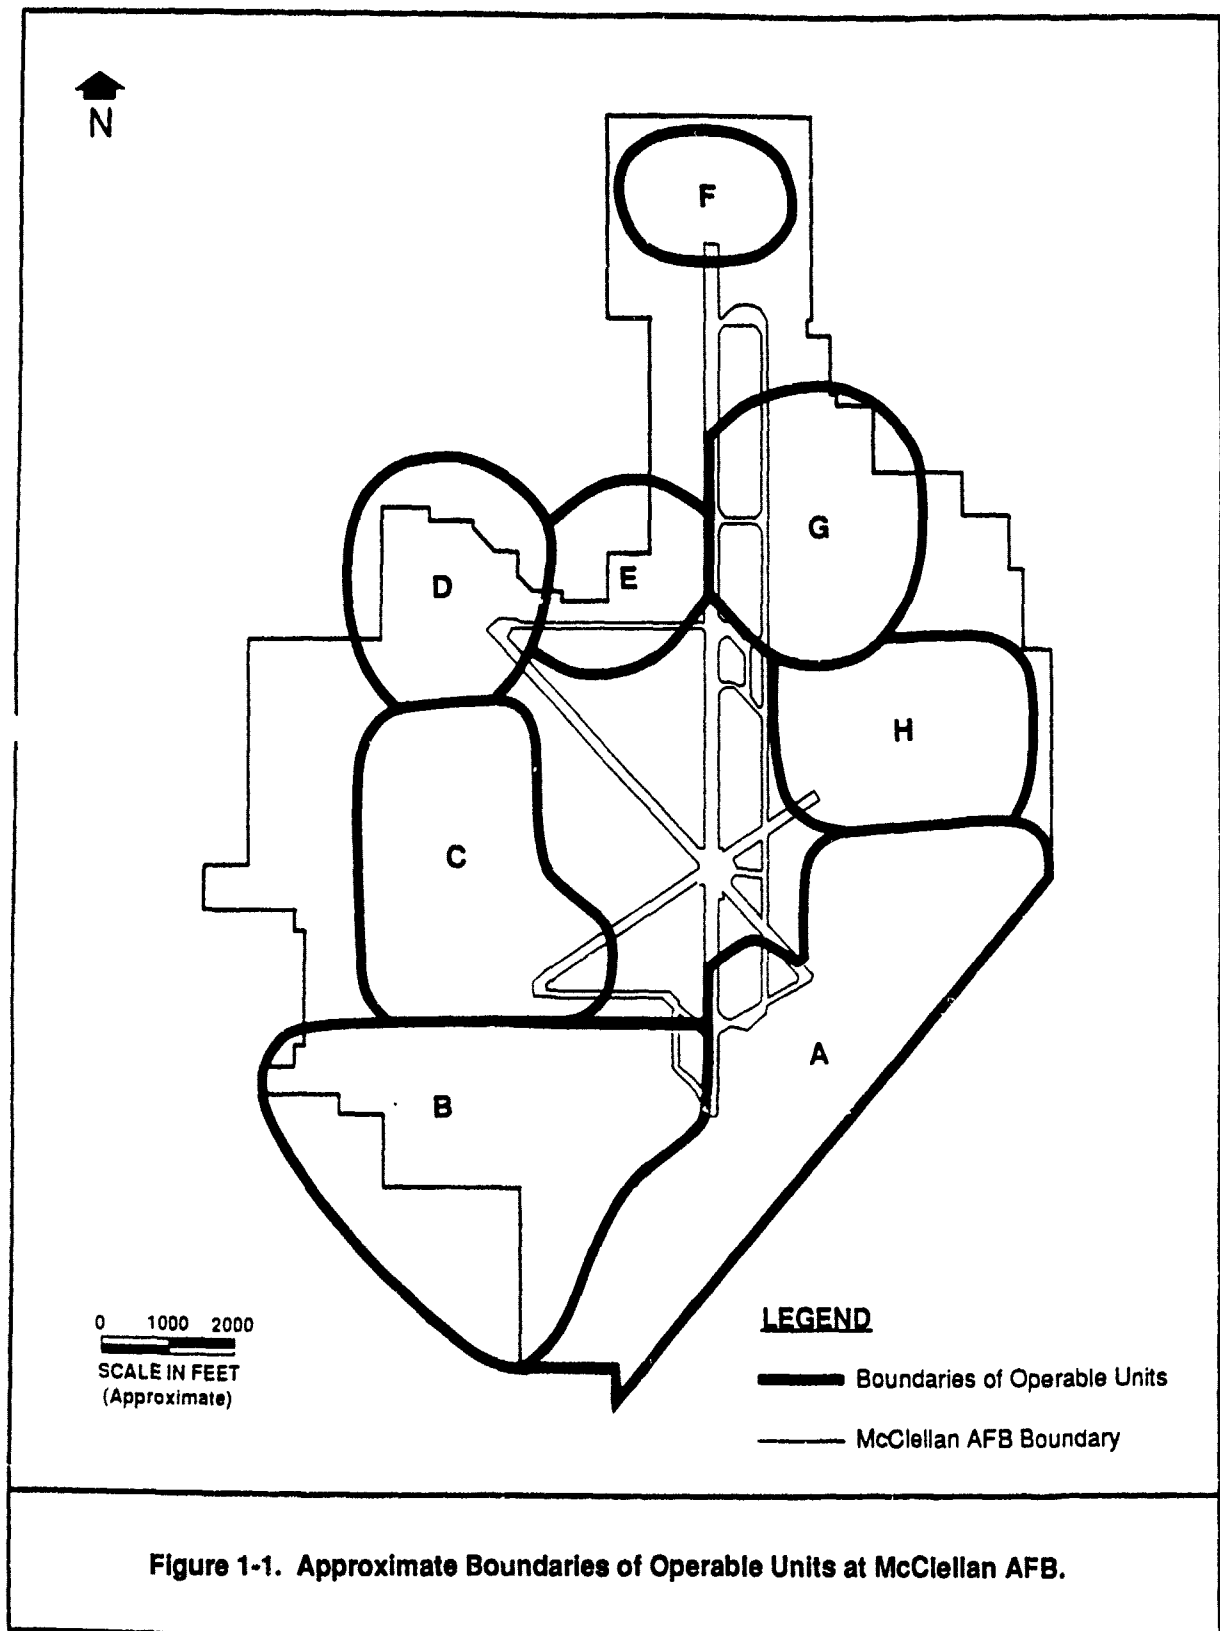 N
F
G
D
E
H
C
A
B
0 1000 2000
SCALE IN FEET
(Approximate)
LEGEND
Boundaries of Operable Units
McClellan AFB Boundary
Figure 1-1. Approximate Boundaries of Operable Units at McClellan AFB.